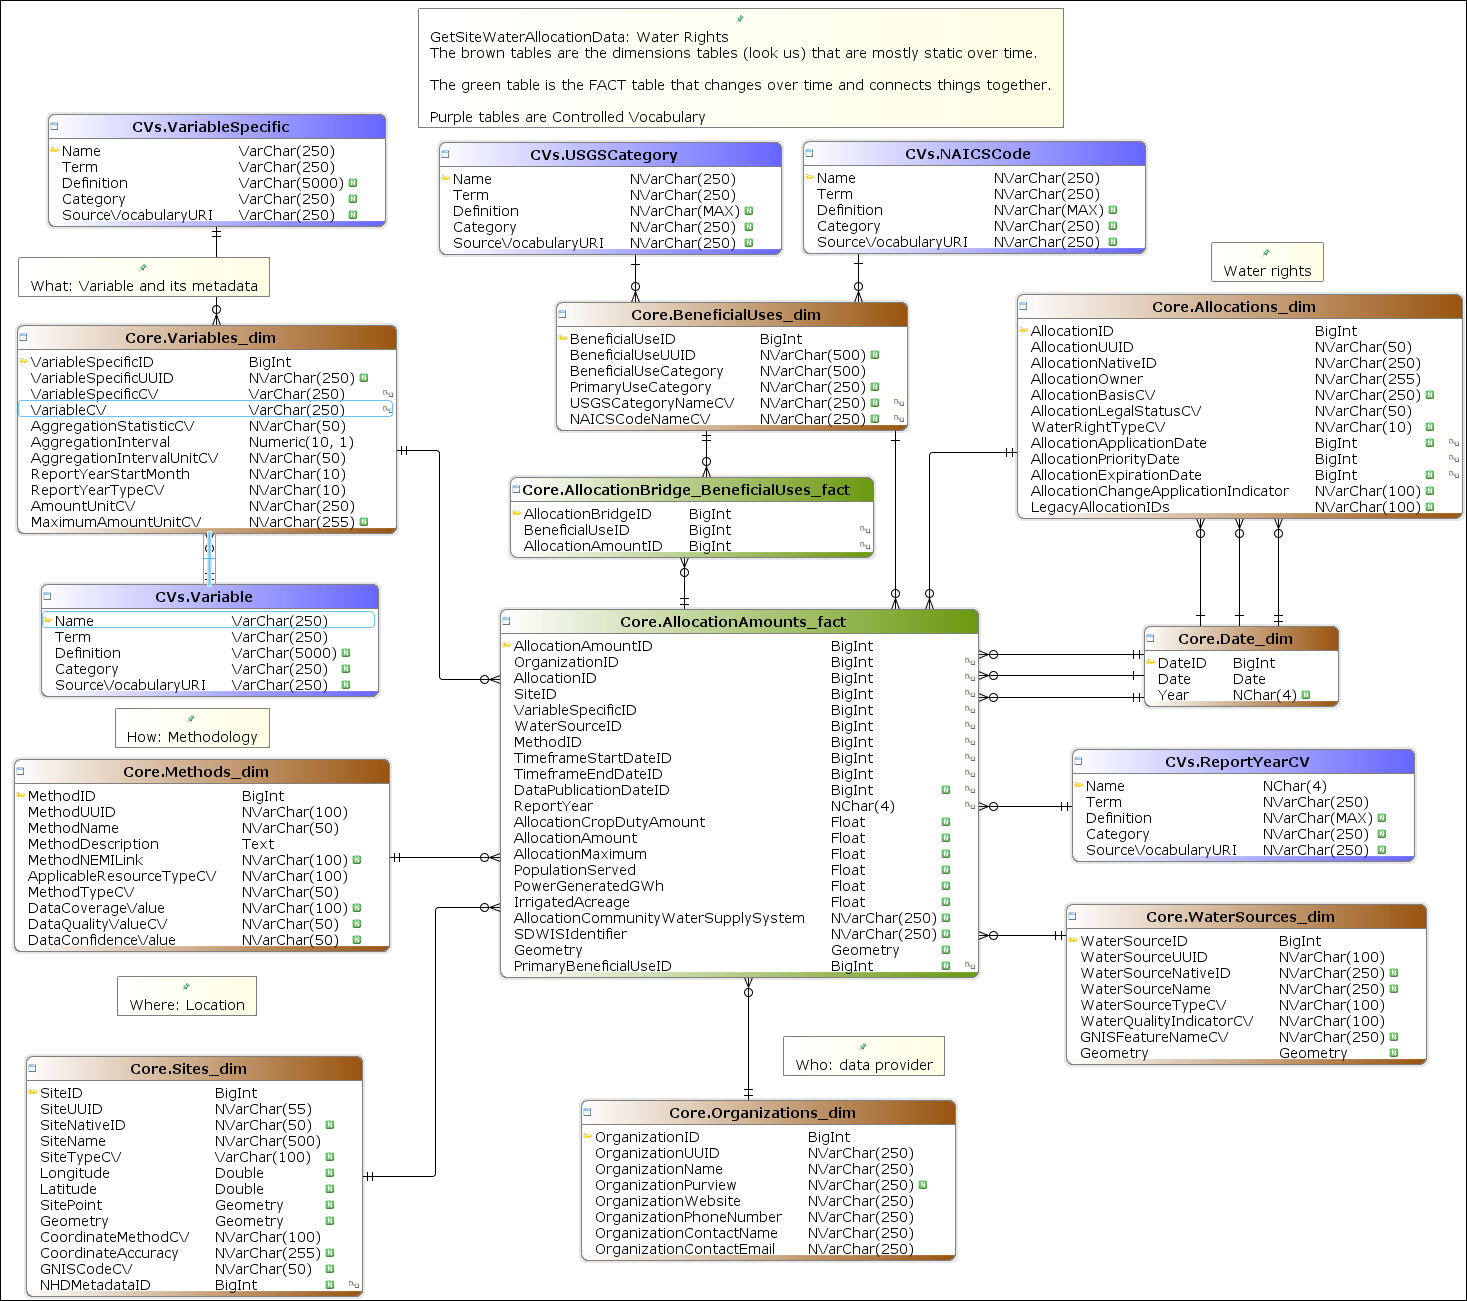 GetSiteWaterAllocationData: Water Rights
The brown tables are the dimensions tables (look us) that are mostly static over time.
The green table is the FACT table that changes over time and connects things together.
Purple tables are Controlled Vocabulary
CVs.VariableSpecific
Name VarChar(250)
Term VarChar(250)
Definition VarChar(5000) N
Category VarChar(250) N
SourceVocabularyURI VarChar(250) N
CVs.USGSCategory
Name NVarChar(250)
Term NVarChar(250)
Definition NVarChar(MAX) N
Category NVarChar(250) N
SourceVocabularyURI NVarChar(250) N
CVs.NAICSCode
Name NVarChar(250)
Term NVarChar(250)
Definition NVarChar(MAX) N
Category NVarChar(250) N
SourceVocabularyURI NVarChar(250) N
What: Variable and its metadata
Water rights
Core.Variables_dim
VariableSpecificID BigInt
VariableSpecificUUID NVarChar(250) N
VariableSpecificCV VarChar(250)
VariableCV VarChar(250)
AggregationStatisticCV NVarChar(50)
AggregationInterval Numeric(10, 1)
AggregationIntervalUnitCV NVarChar(50)
ReportYearStartMonth NVarChar(10)
ReportYearTypeCV NVarChar(10)
AmountUnitCV NVarChar(250)
MaximumAmountUnitCV NVarChar(255) N
Core.BeneficialUses_dim
BeneficialUseID BigInt
BeneficialUseUUID NVarChar(500) N
BeneficialUseCategory NVarChar(500)
PrimaryUseCategory NVarChar(250) N
USGSCategoryNameCV NVarChar(250) N
NAICSCodeNameCV NVarChar(250) N
Core.Allocations_dim
AllocationID BigInt
AllocationUUID NVarChar(50)
AllocationNativeID NVarChar(250)
AllocationOwner NVarChar(255)
AllocationBasisCV NVarChar(250) N
AllocationLegalStatusCV NVarChar(50)
WaterRightTypeCV NVarChar(10) N
AllocationApplicationDate BigInt N
AllocationPriorityDate BigInt
AllocationExpirationDate BigInt N
AllocationChangeApplicationIndicator NVarChar(100) N
LegacyAllocationIDs NVarChar(100) N
Core.AllocationBridge_BeneficialUses_fact
AllocationBridgeID BigInt
BeneficialUseID BigInt
AllocationAmountID BigInt
CVs.Variable
Name VarChar(250)
Term VarChar(250)
Definition VarChar(5000) N
Category VarChar(250) N
SourceVocabularyURI VarChar(250) N
Core.AllocationAmounts_fact
AllocationAmountID BigInt
OrganizationID BigInt
AllocationID BigInt
SiteID BigInt
VariableSpecificID BigInt
WaterSourceID BigInt
MethodID BigInt
TimeframeStartDateID BigInt
TimeframeEndDateID BigInt
DataPublicationDateID BigInt N
ReportYear NChar(4)
AllocationCropDutyAmount Float N
AllocationAmount Float N
AllocationMaximum Float N
PopulationServed Float N
PowerGeneratedGWh Float N
IrrigatedAcreage Float N
AllocationCommunityWaterSupplySystem NVarChar(250) N
SDWISIdentifier NVarChar(250) N
Geometry Geometry N
PrimaryBeneficialUseID BigInt N
Core.Date_dim
DateID BigInt
Date Date
Year NChar(4) N
How: Methodology
Core.Methods_dim
MethodID BigInt
MethodUUID NVarChar(100)
MethodName NVarChar(50)
MethodDescription Text
MethodNEMILink NVarChar(100) N
ApplicableResourceTypeCV NVarChar(100)
MethodTypeCV NVarChar(50)
DataCoverageValue NVarChar(100) N
DataQualityValueCV NVarChar(50) N
DataConfidenceValue NVarChar(50) N
CVs.ReportYearCV
Name NChar(4)
Term NVarChar(250)
Definition NVarChar(MAX) N
Category NVarChar(250) N
SourceVocabularyURI NVarChar(250) N
Core.WaterSources_dim
WaterSourceID BigInt
WaterSourceUUID NVarChar(100)
WaterSourceNativeID NVarChar(250) N
WaterSourceName NVarChar(250) N
WaterSourceTypeCV NVarChar(100)
WaterQualityIndicatorCV NVarChar(100)
GNISFeatureNameCV NVarChar(250) N
Geometry Geometry N
Where: Location
Who: data provider
Core.Sites_dim
SiteID BigInt
SiteUUID NVarChar(55)
SiteNativeID NVarChar(50) N
SiteName NVarChar(500)
SiteTypeCV VarChar(100) N
Longitude Double N
Latitude Double N
SitePoint Geometry N
Geometry Geometry N
CoordinateMethodCV NVarChar(100)
CoordinateAccuracy NVarChar(255) N
GNISCodeCV NVarChar(50) N
NHDMetadataID BigInt N
Core.Organizations_dim
OrganizationID BigInt
OrganizationUUID NVarChar(250)
OrganizationName NVarChar(250)
OrganizationPurview NVarChar(250) N
OrganizationWebsite NVarChar(250)
OrganizationPhoneNumber NVarChar(250)
OrganizationContactName NVarChar(250)
OrganizationContactEmail NVarChar(250)